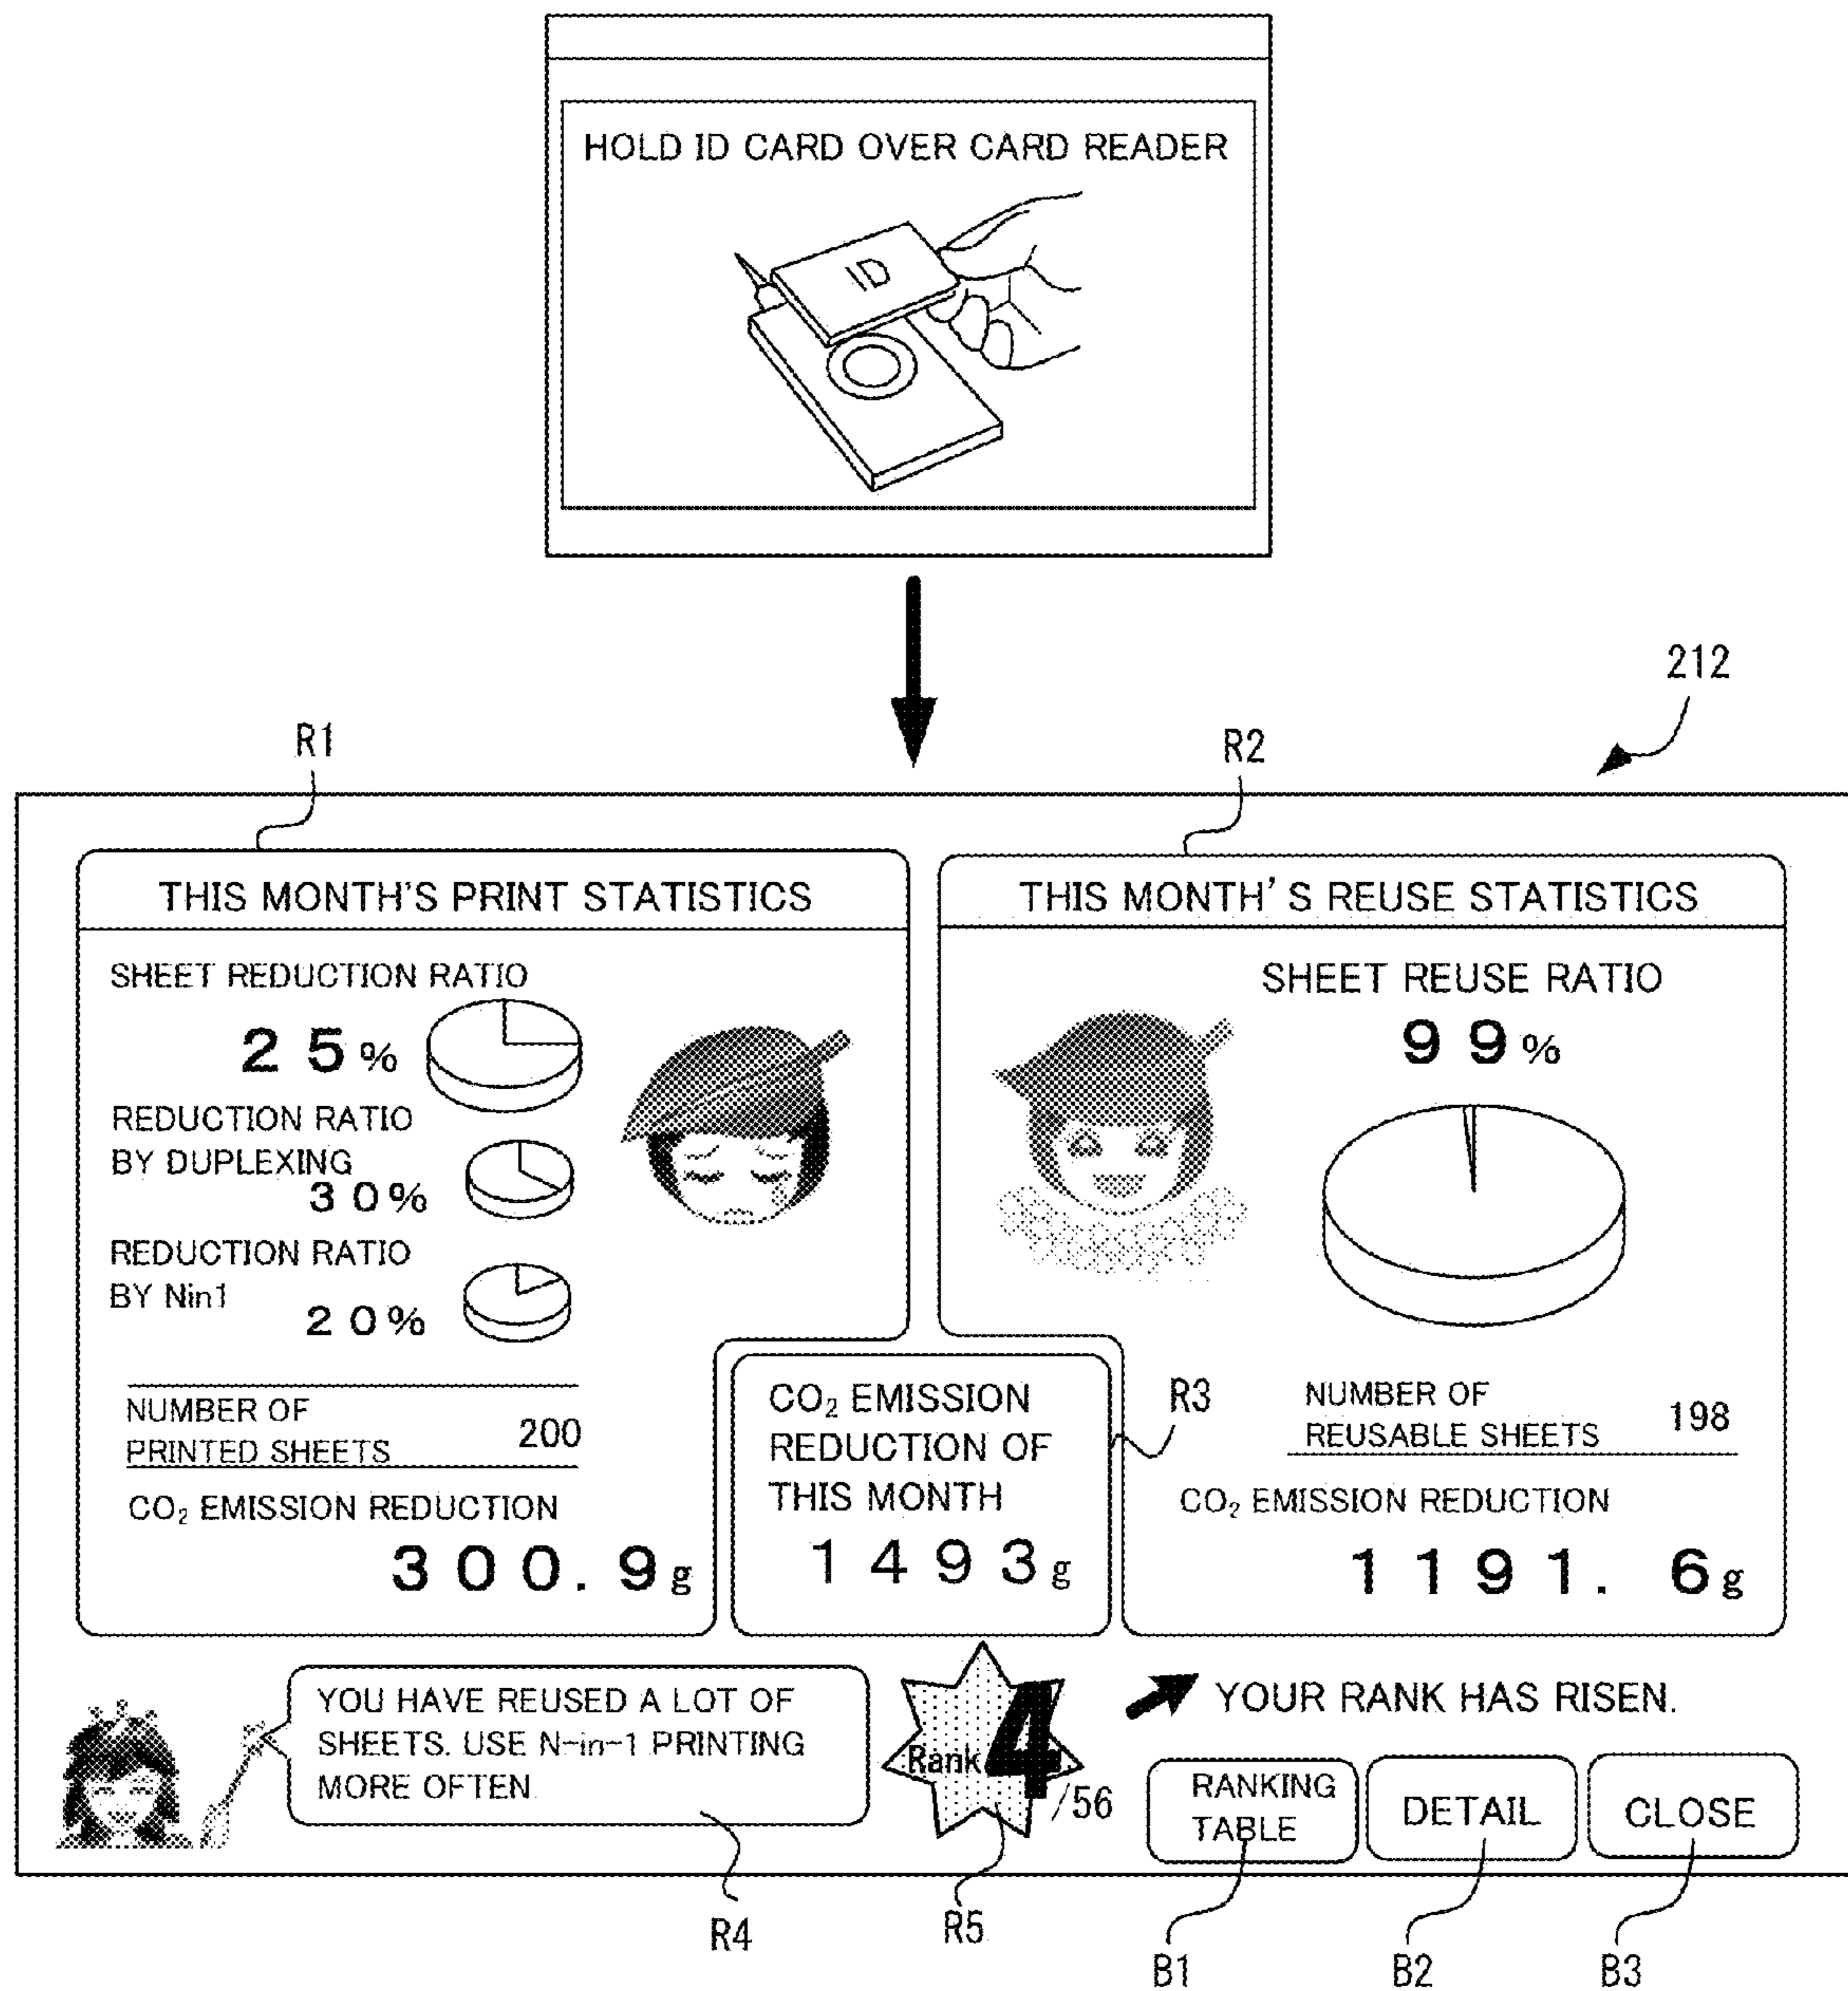 HOLD ID CARD OVER CARD READER
ID
212
R1
R2
THIS MONTH'S PRINT STATISTICS
SHEET REDUCTION RATIO
25%
REDUCTION RATIO
BY DUPLEXING
30%
REDUCTION RATIO
BY Nin1
20%
NUMBER OF
PRINTED SHEETS
200
CO₂ EMISSION REDUCTION
300.9g
THIS MONTH'S REUSE STATISTICS
SHEET REUSE RATIO
99%
NUMBER OF
REUSABLE SHEETS
198
CO₂ EMISSION REDUCTION
1191.6g
CO₂ EMISSION
REDUCTION OF
THIS MONTH
1493g
R3
YOU HAVE REUSED A LOT OF
SHEETS. USE N-in-1 PRINTING
MORE OFTEN.
Rank 4/56
YOUR RANK HAS RISEN.
RANKING
TABLE
DETAIL
CLOSE
R4
R5
B1
B2
B3